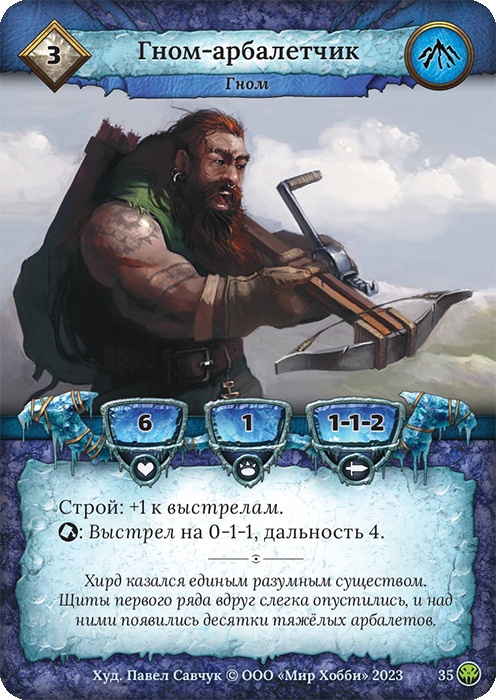 3
Гном-арбалетчик
Гном
6
1
1-1-2
Строй: +1 к выстрелам.
: Выстрел на 0-1-1, дальность 4.
Хирд казался единым разумным существом.
Щиты первого ряда вдруг слегка опустились, и над
ними появились десятки тяжёлых арбалетов.
Худ. Павел Савчук © ООО «Мир Хобби» 2023
35